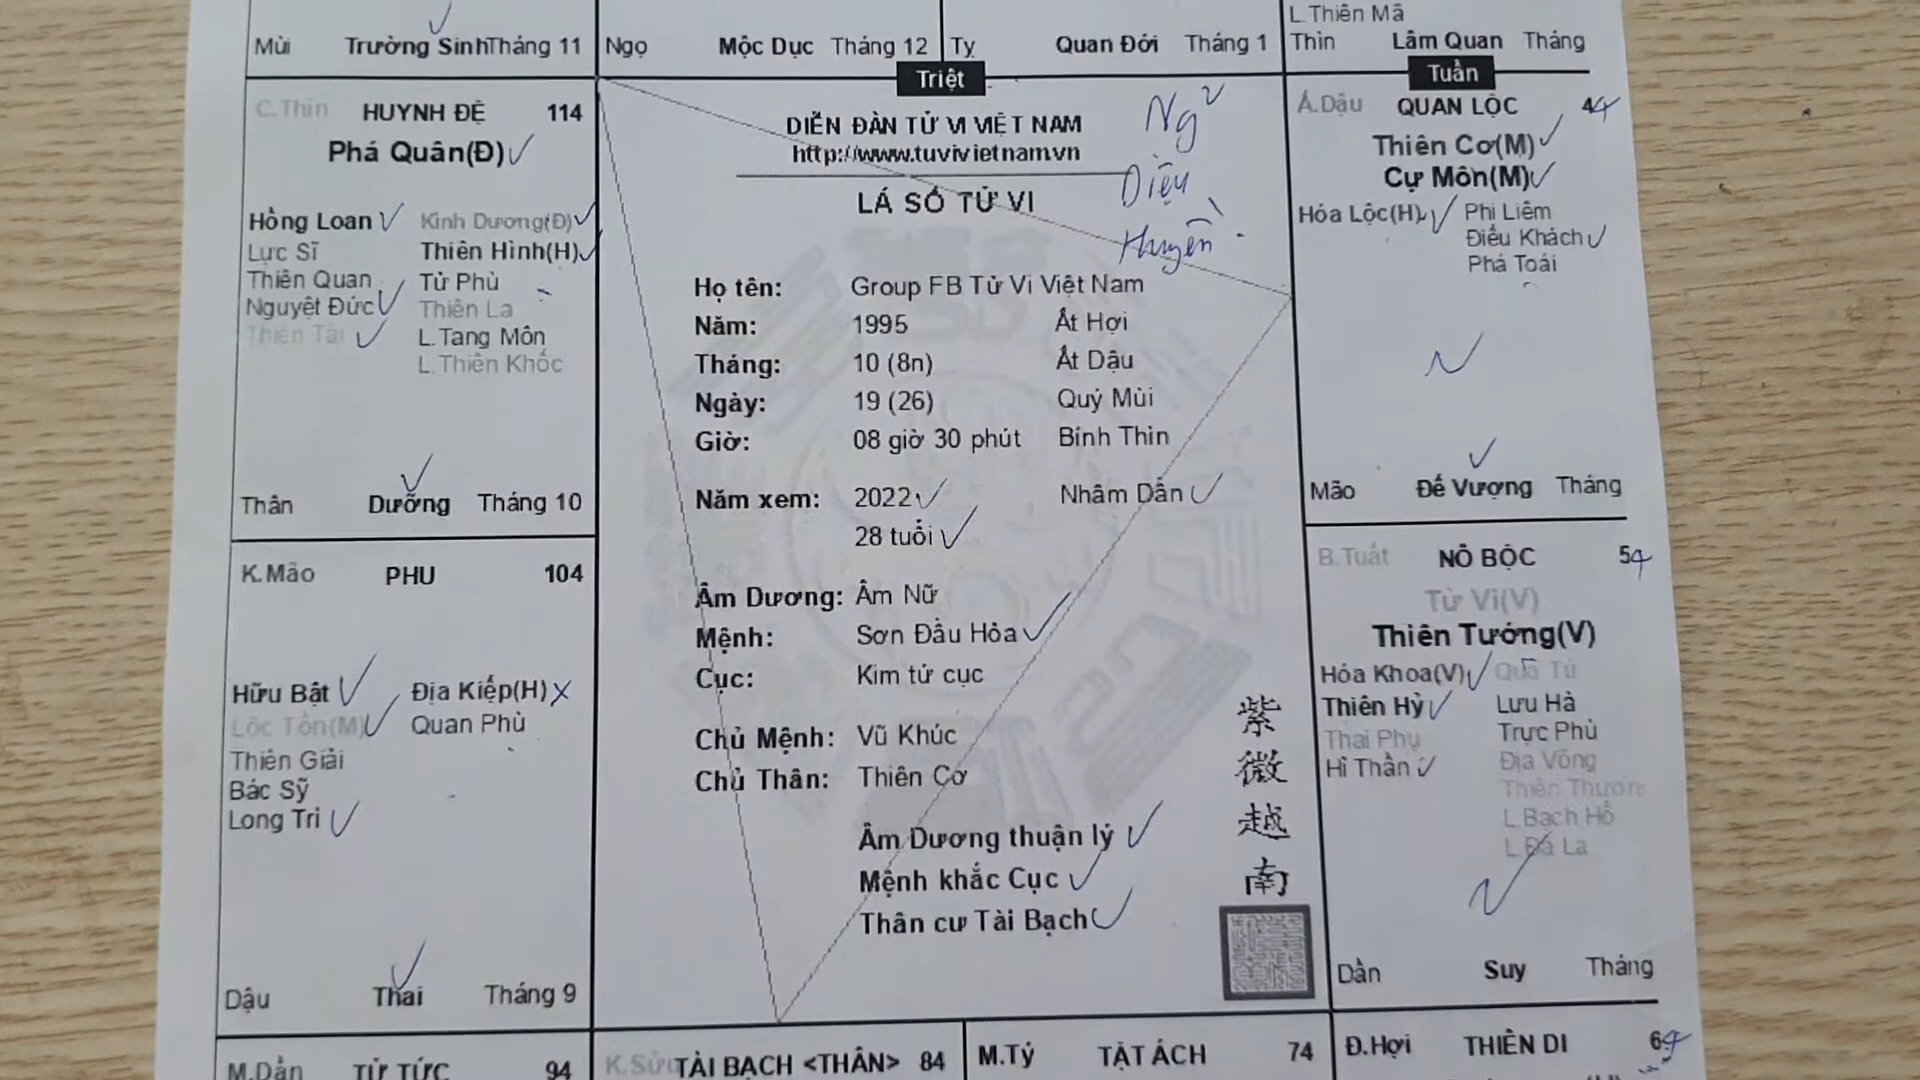 Mùi Trường Sinh Tháng 11
Ngọ Mộc Dục Tháng 12
Tỵ Quan Đới Tháng 1
L.Thiên Mã
Thìn Lâm Quan Tháng
Triệt
Tuần
C.Thìn HUYNH ĐỆ 114
Phá Quân(Đ)
Hồng Loan Kình Dương(Đ)
Lực Sĩ Thiên Hình(H)
Thiên Quan Tử Phù
Nguyệt Đức Thiên La
Thiên Tài L.Tang Môn
L.Thiên Khốc
Thân Dưỡng Tháng 10
K.Mão PHU 104
Hữu Bật Địa Kiếp(H)
Lộc Tồn(M) Quan Phù
Thiên Giải
Bác Sỹ
Long Trì
Dậu Thai Tháng 9
DIỄN ĐÀN TỬ VI VIỆT NAM
http://www.tuvivietnam.vn
LÁ SỐ TỬ VI
Ng²
Diệu
Huyền
Họ tên: Group FB Tử Vi Việt Nam
Năm: 1995 Ất Hợi
Tháng: 10 (8n) Ất Dậu
Ngày: 19 (26) Quý Mùi
Giờ: 08 giờ 30 phút Bính Thìn
Năm xem: 2022 Nhâm Dần
28 tuổi
Âm Dương: Âm Nữ
Mệnh: Sơn Đầu Hỏa
Cục: Kim tứ cục
Chủ Mệnh: Vũ Khúc
Chủ Thân: Thiên Cơ
Âm Dương thuận lý
Mệnh khắc Cục
Thân cư Tài Bạch
紫
微
越
南
Á.Dậu QUAN LỘC 44
Thiên Cơ(M)
Cự Môn(M)
Hóa Lộc(H) Phi Liêm
Điếu Khách
Phá Toái
Mão Đế Vượng Tháng
B.Tuất NÔ BỘC 54
Tử Vi(V)
Thiên Tướng(V)
Hóa Khoa(V) Quả Tú
Thiên Hỷ Lưu Hà
Thai Phụ Trực Phù
Hỉ Thần Địa Võng
Thiên Thương
L.Bạch Hổ
L.Đà La
Dần Suy Tháng
M.Dần TỬ TỨC 94
K.Sửu TÀI BẠCH <THÂN> 84
M.Tý TẬT ÁCH 74
Đ.Hợi THIÊN DI 64